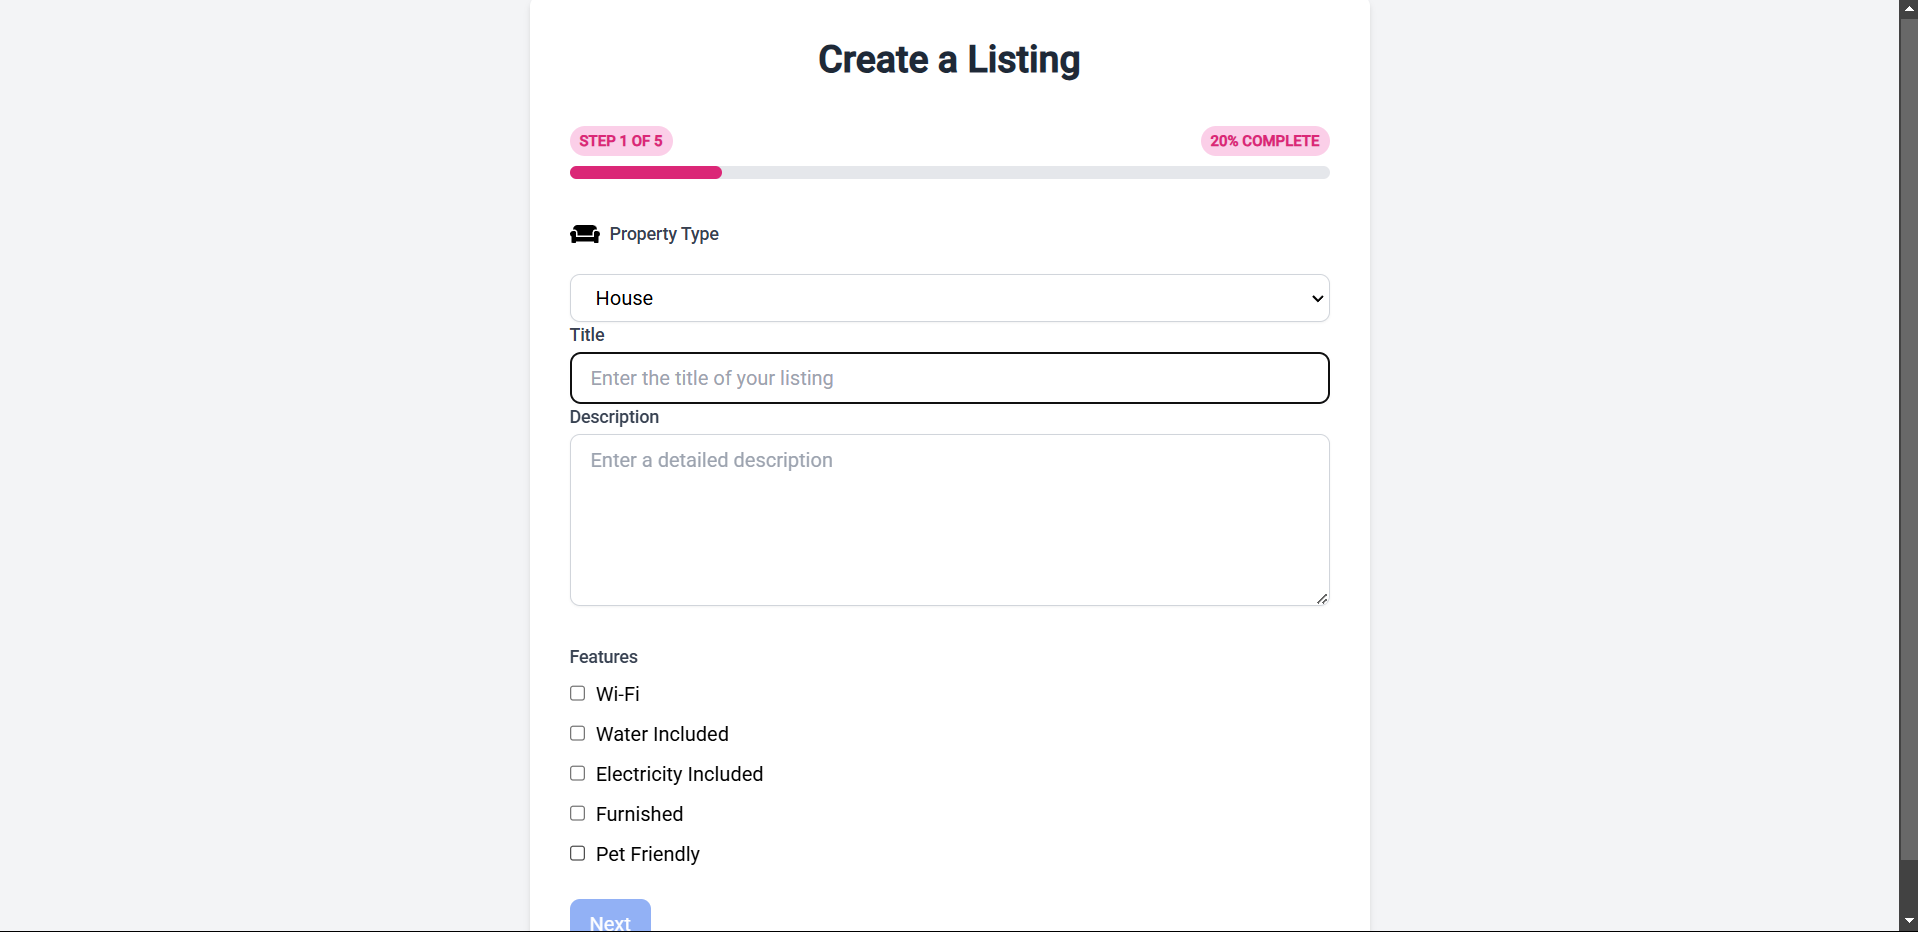 Create a Listing
STEP 1 OF 5
20% COMPLETE
Property Type
House
Title
Enter the title of your listing
Description
Enter a detailed description
Features
Wi-Fi
Water Included
Electricity Included
Furnished
Pet Friendly
Next